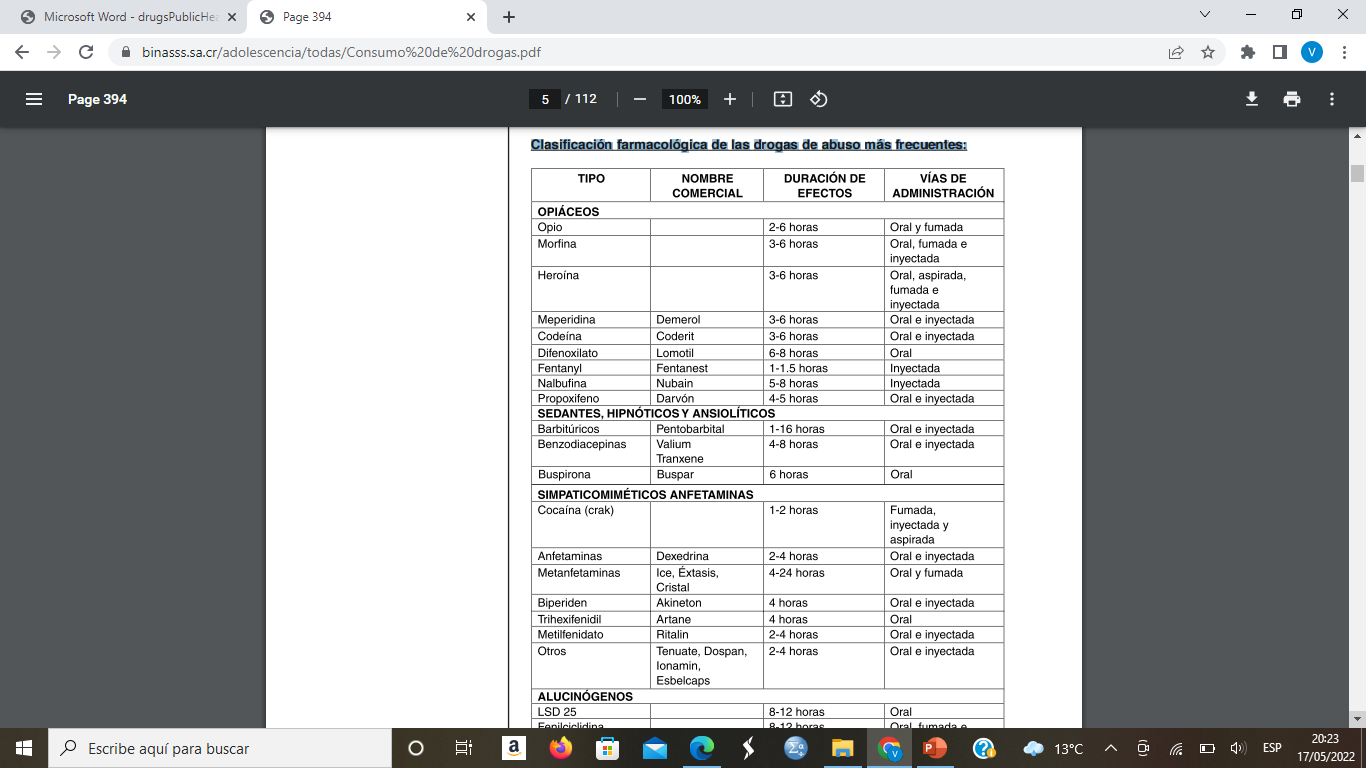 Microsoft Word - drugsPublicHea
Page 394
binasss.sa.cr/adolescencia/todas/Consumo%20de%20drogas.pdf
V
Page 394
5 / 112
100%
Clasificación farmacológica de las drogas de abuso más frecuentes:
TIPO NOMBRE COMERCIAL DURACIÓN DE EFECTOS VÍAS DE ADMINISTRACIÓN
OPIÁCEOS
Opio 2-6 horas Oral y fumada
Morfina 3-6 horas Oral, fumada e
inyectada
Heroína 3-6 horas Oral, aspirada,
fumada e
inyectada
Meperidina Demerol 3-6 horas Oral e inyectada
Codeína Coderit 3-6 horas Oral e inyectada
Difenoxilato Lomotil 6-8 horas Oral
Fentanyl Fentanest 1-1.5 horas Inyectada
Nalbufina Nubain 5-8 horas Inyectada
Propoxifeno Darvón 4-5 horas Oral e inyectada
SEDANTES, HIPNÓTICOS Y ANSIOLÍTICOS
Barbitúricos Pentobarbital 1-16 horas Oral e inyectada
Benzodiacepinas Valium 4-8 horas Oral e inyectada
Tranxene
Buspirona Buspar 6 horas Oral
SIMPATICOMIMÉTICOS ANFETAMINAS
Cocaína (crak) 1-2 horas Fumada,
inyectada y
aspirada
Anfetaminas Dexedrina 2-4 horas Oral e inyectada
Metanfetaminas Ice, Éxtasis, 4-24 horas Oral y fumada
Cristal
Biperiden Akineton 4 horas Oral e inyectada
Trihexifenidil Artane 4 horas Oral
Metilfenidato Ritalin 2-4 horas Oral e inyectada
Otros Tenuate, Dospan, 2-4 horas Oral e inyectada
Ionamin,
Esbelcaps
ALUCINÓGENOS
LSD 25 8-12 horas Oral
Fenilciclidina 8-12 horas Oral, fumada e
Escribe aquí para buscar
13°C
ESP
20:23
17/05/2022